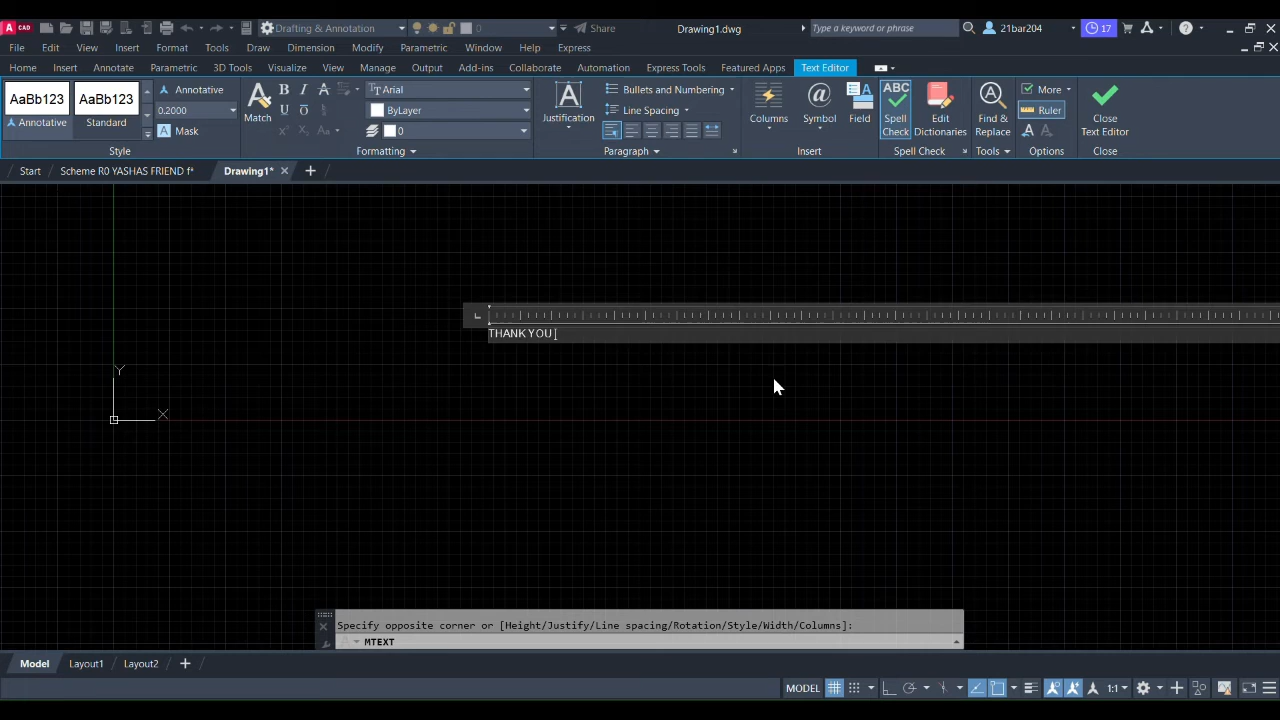 A CAD Drafting & Annotation 0 Share Drawing1.dwg Type a keyword or phrase 21bar204 17
File Edit View Insert Format Tools Draw Dimension Modify Parametric Window Help Express
Home Insert Annotate Parametric 3D Tools Visualize View Manage Output Add-ins Collaborate Automation Express Tools Featured Apps Text Editor
AaBb123 AaBb123 Annotative B I A Arial Bullets and Numbering ABC More
Annotative Standard 0.2000 Match U O ByLayer Justification Line Spacing Columns Symbol Field Spell Check Edit Dictionaries Find & Replace Ruler Close Text Editor
Mask 0
Style Formatting Paragraph Insert Spell Check Tools Options Close
Start Scheme R0 YASHAS FRIEND f* Drawing1*
THANK YOU
Y
X
Specify opposite corner or [Height/Justify/Line spacing/Rotation/Style/Width/Columns]:
MTEXT
Model Layout1 Layout2
MODEL 1:1